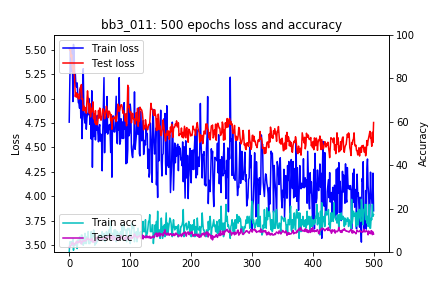 bb3_011: 500 epochs loss and accuracy
Loss
5.50
5.25
5.00
4.75
4.50
4.25
4.00
3.75
3.50
Train loss
Test loss
Train acc
Test acc
100
80
60
40
20
0
Accuracy
0 100 200 300 400 500